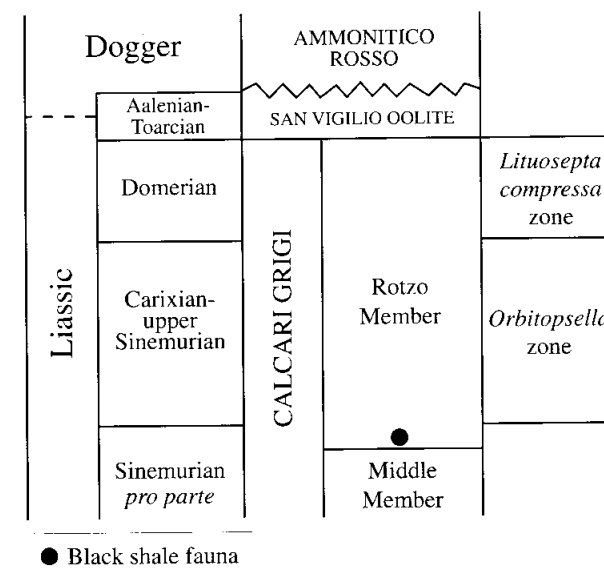 Dogger
AMMONITICO
ROSSO
Aalenian-
Toarcian
SAN VIGILIO OOLITE
Liassic
Domerian
Carixian-
upper
Sinemurian
Sinemurian
pro parte
CALCARI GRIGI
Rotzo
Member
Middle
Member
Lituosepta
compressa
zone
Orbitopsella
zone
Black shale fauna